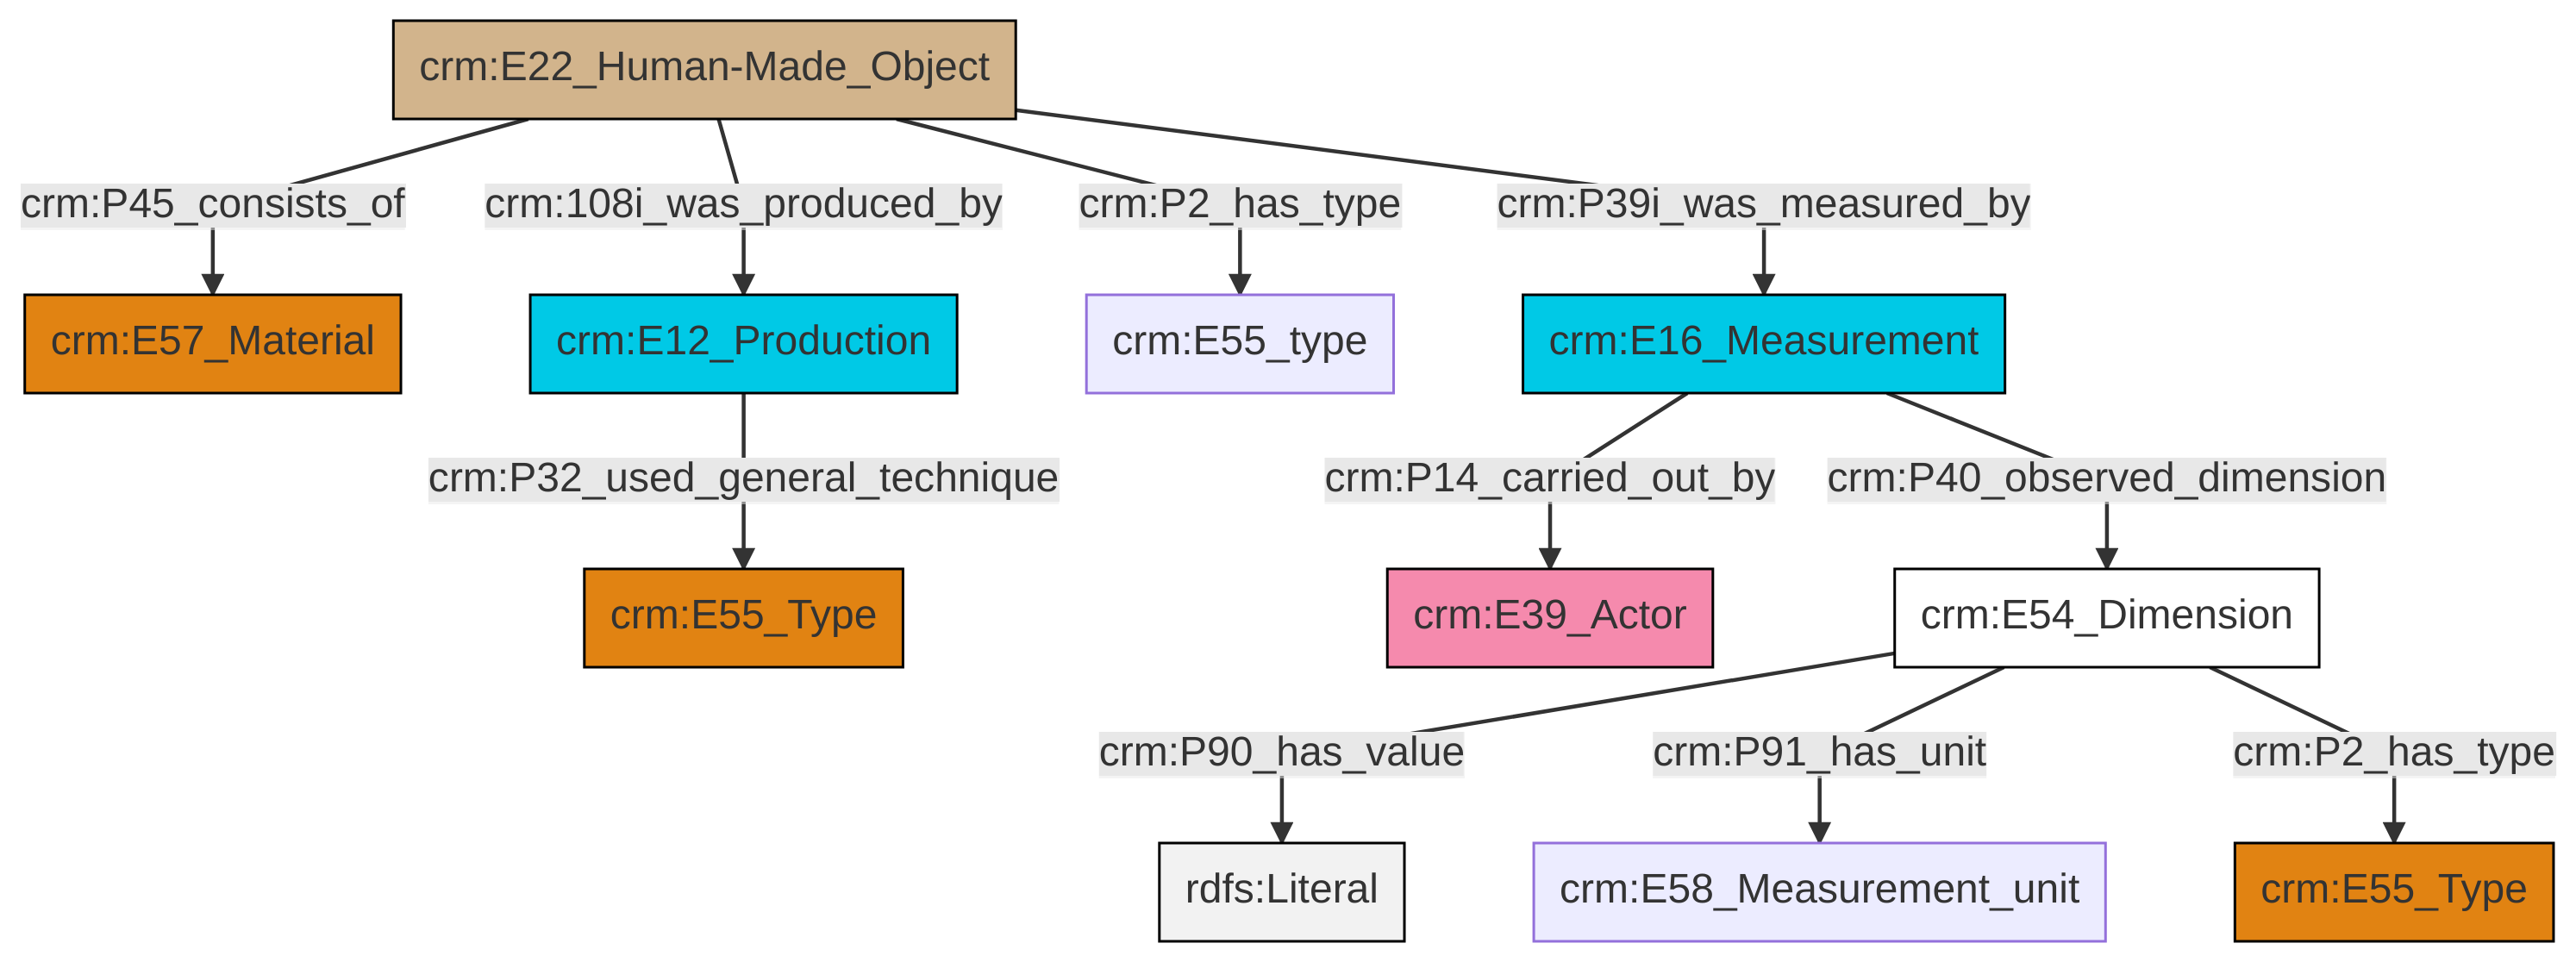 crm:E22_Human-Made_Object
crm:P45_consists_of
crm:108i_was_produced_by
crm:P2_has_type
crm:P39i_was_measured_by
crm:E57_Material
crm:E12_Production
crm:E55_type
crm:E16_Measurement
crm:P32_used_general_technique
crm:P14_carried_out_by
crm:P40_observed_dimension
crm:E55_Type
crm:E39_Actor
crm:E54_Dimension
crm:P90_has_value
crm:P91_has_unit
crm:P2_has_type
rdfs:Literal
crm:E58_Measurement_unit
crm:E55_Type